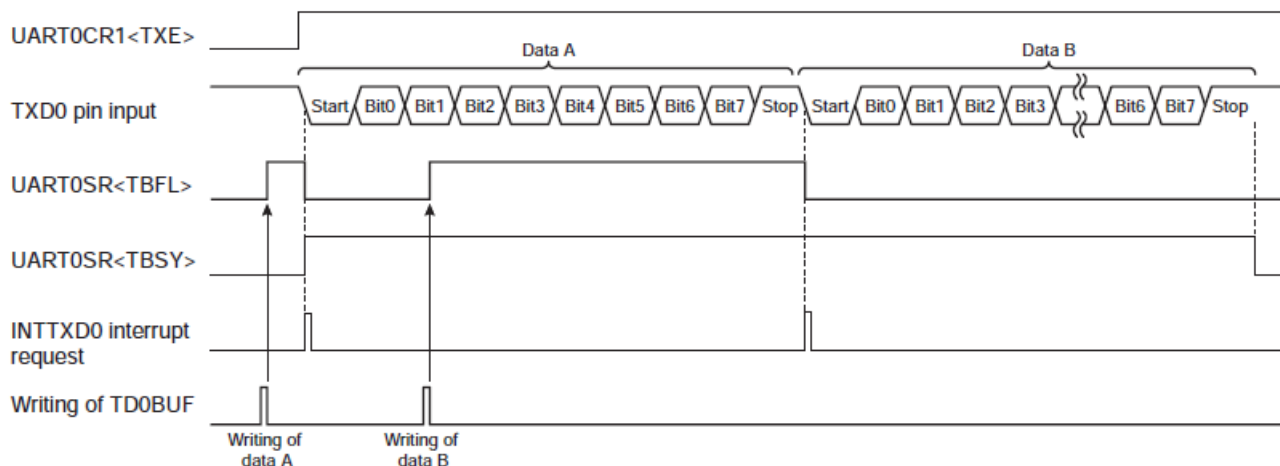 UART0CR1<TXE>
Data A
Data B
TXD0 pin input
Start Bit0 Bit1 Bit2 Bit3 Bit4 Bit5 Bit6 Bit7 Stop Start Bit0 Bit1 Bit2 Bit3 Bit6 Bit7 Stop
UART0SR<TBFL>
UART0SR<TBSY>
INTTXD0 interrupt
request
Writing of TD0BUF
Writing of
data A
Writing of
data B